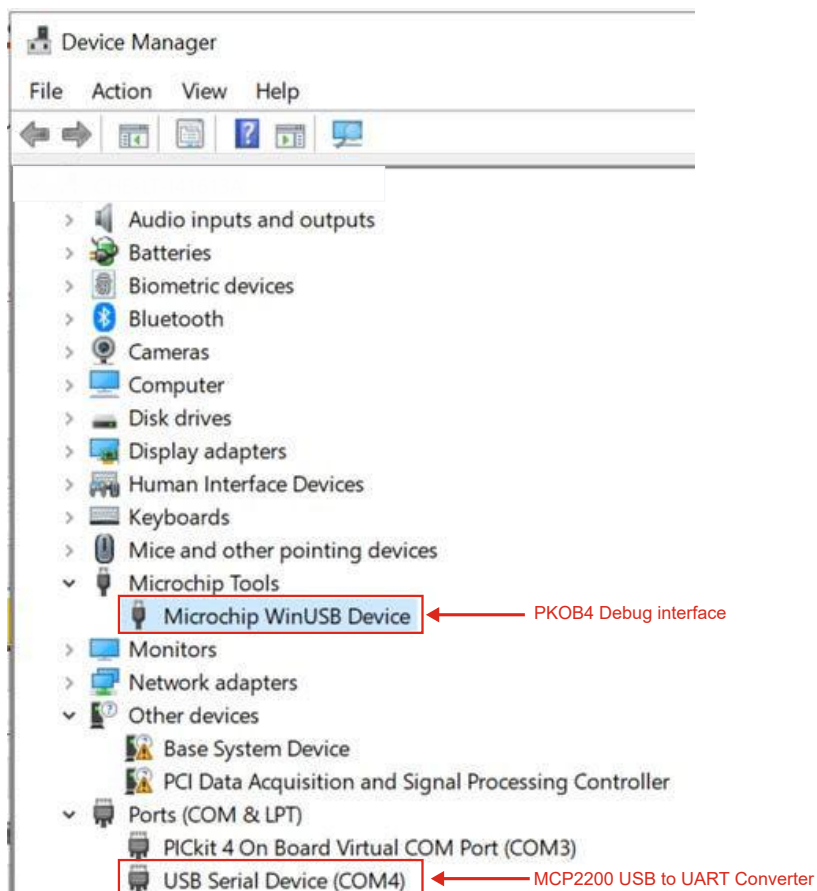 Device Manager
File Action View Help
Audio inputs and outputs
Batteries
Biometric devices
Bluetooth
Cameras
Computer
Disk drives
Display adapters
Human Interface Devices
Keyboards
Mice and other pointing devices
Microchip Tools
Microchip WinUSB Device PKOB4 Debug interface
Monitors
Network adapters
Other devices
Base System Device
PCI Data Acquisition and Signal Processing Controller
Ports (COM & LPT)
PICkit 4 On Board Virtual COM Port (COM3)
USB Serial Device (COM4) MCP2200 USB to UART Converter